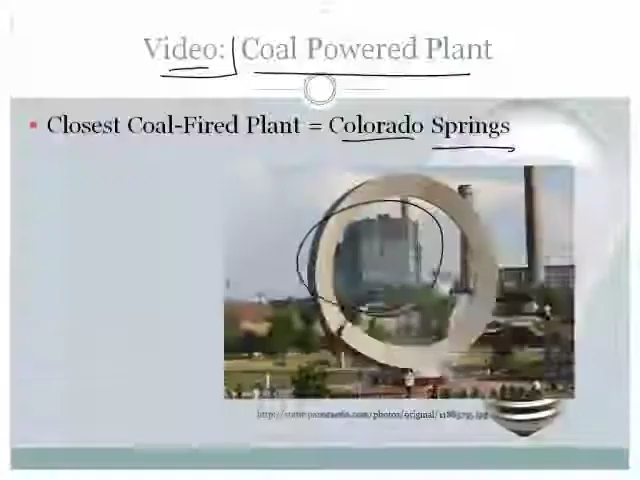 Video: Coal Powered Plant
• Closest Coal-Fired Plant = Colorado Springs